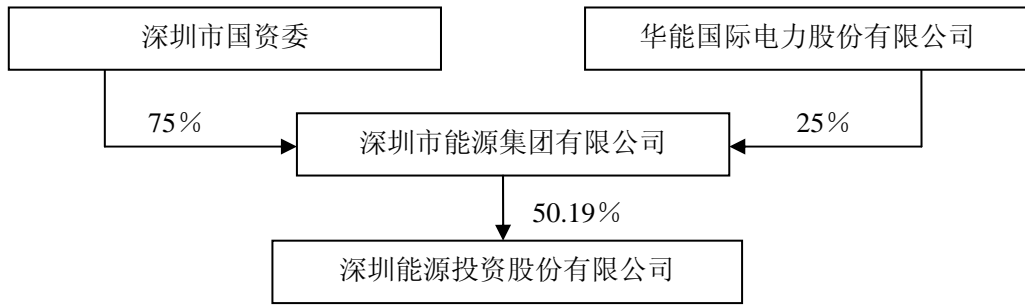 深圳市国资委
华能国际电力股份有限公司
75％
25％
深圳市能源集团有限公司
50.19％
深圳能源投资股份有限公司